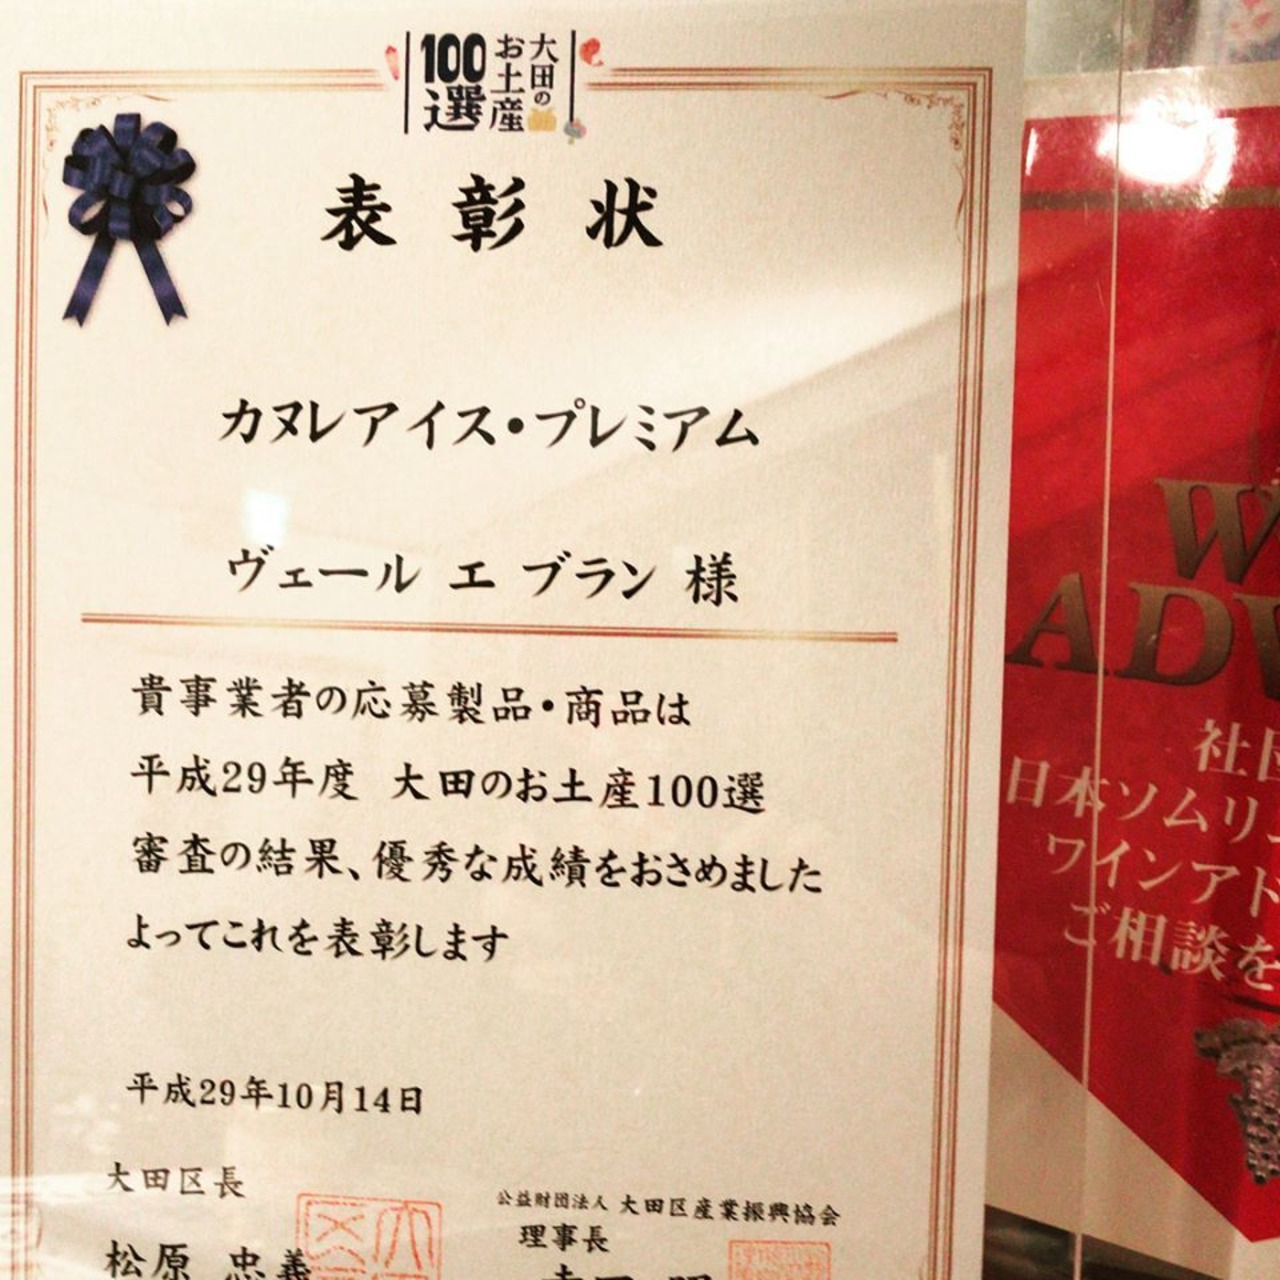 大田の
お土産
100
選
表彰状
カヌレアイス・プレミアム
ヴェール エ ブラン 様
貴事業者の応募製品・商品は
平成29年度 大田のお土産100選
審査の結果、優秀な成績をおさめました
よってこれを表彰します
平成29年10月14日
大田区長
松原 忠義
公益財団法人 大田区産業振興協会
理事長
W
ADV
社団
日本ソムリエ
ワインアド
ご相談を